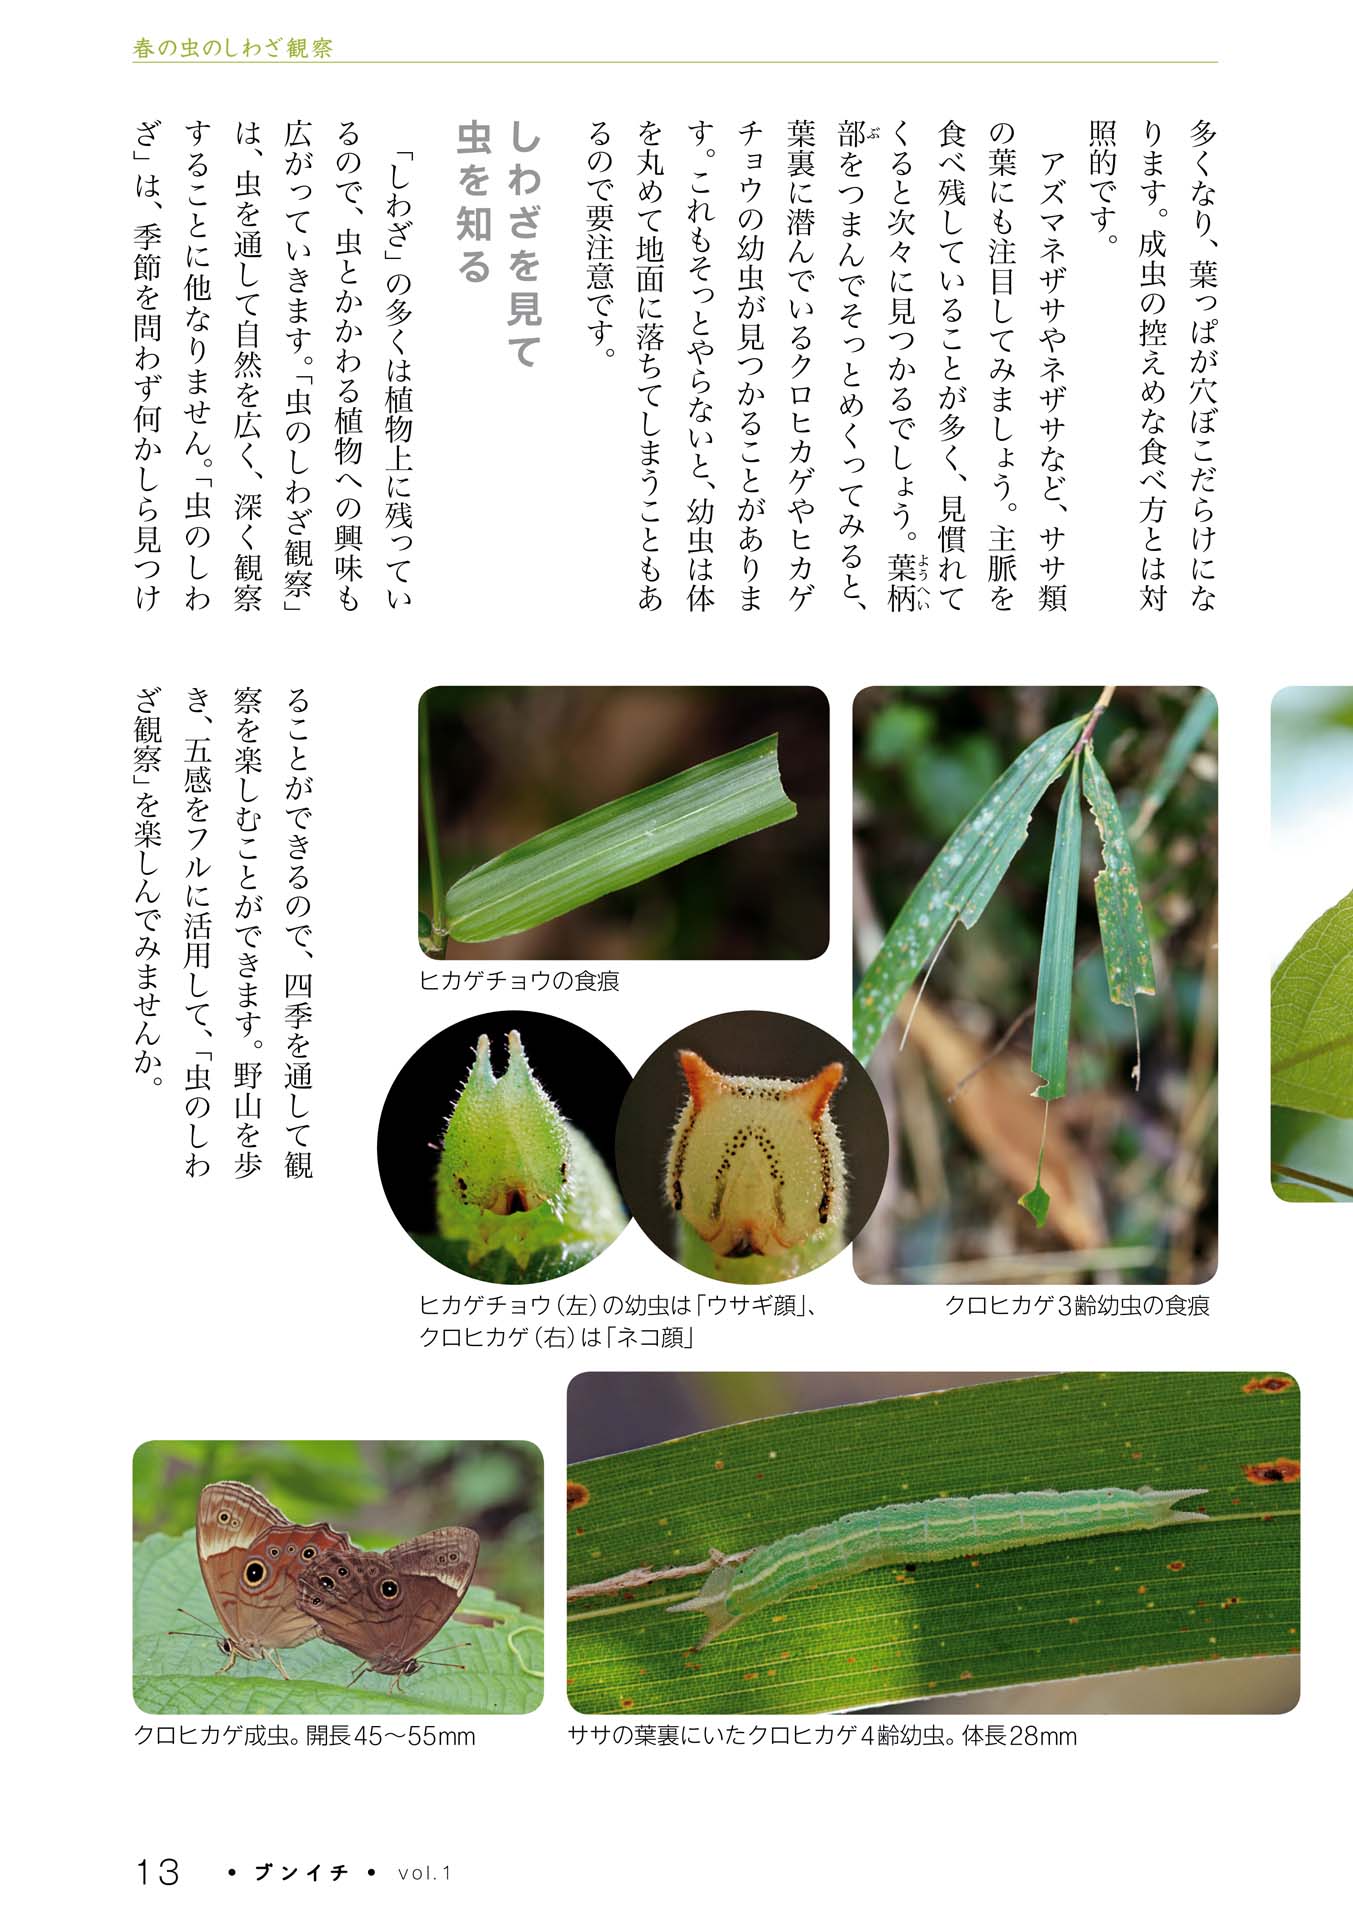 春の虫のしわざ観察
多くなり、葉っぱが穴ぼこだらけにな
ります。成虫の控えめな食べ方とは対
照的です。
アズマネザサやネザサなど、ササ類
の葉にも注目してみましょう。主脈を
食べ残していることが多く、見慣れて
くると次々に見つかるでしょう。葉柄
ようへい
部をつまんでそっとめくってみると、
ぶ
葉裏に潜んでいるクロヒカゲやヒカゲ
チョウの幼虫が見つかることがありま
す。これもそっとやらないと、幼虫は体
を丸めて地面に落ちてしまうこともあ
るので要注意です。
しわざを見て
虫を知る
「しわざ」の多くは植物上に残ってい
るので、虫とかかわる植物への興味も
広がっていきます。「虫のしわざ観察」
は、虫を通して自然を広く、深く観察
することに他なりません。「虫のしわ
ざ」は、季節を問わず何かしら見つけ
ることができるので、四季を通して観
察を楽しむことができます。野山を歩
き、五感をフルに活用して、「虫のしわ
ざ観察」を楽しんでみませんか。
ヒカゲチョウの食痕
ヒカゲチョウ(左)の幼虫は「ウサギ顔」、
クロヒカゲ(右)は「ネコ顔」
クロヒカゲ3齢幼虫の食痕
クロヒカゲ成虫。開長45〜55mm
ササの葉裏にいたクロヒカゲ4齢幼虫。体長28mm
13 • ブンイチ • vol.1